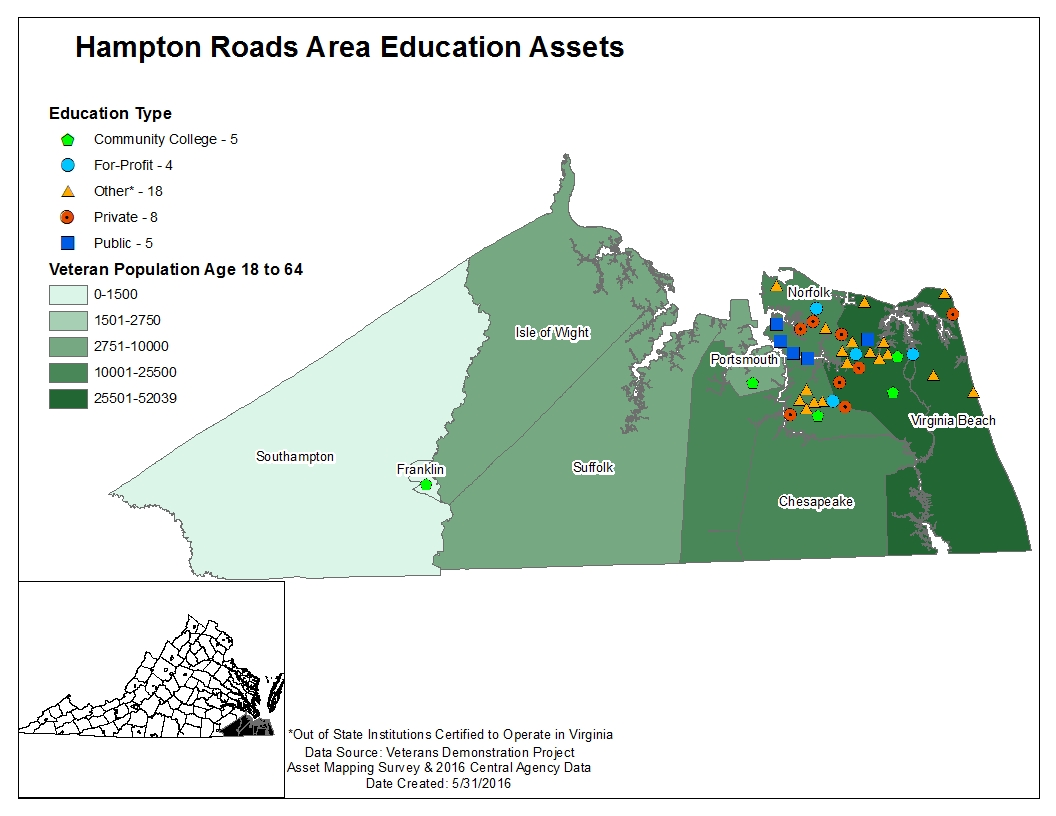 Hampton Roads Area Education Assets
Education Type
Community College - 5
For-Profit - 4
Other* - 18
Private - 8
Public - 5
Veteran Population Age 18 to 64
0-1500
1501-2750
2751-10000
10001-25500
25501-52039
Norfolk
Isle of Wight
Portsmouth
Virginia Beach
Southampton
Franklin
Suffolk
Chesapeake
*Out of State Institutions Certified to Operate in Virginia
Data Source: Veterans Demonstration Project
Asset Mapping Survey & 2016 Central Agency Data
Date Created: 5/31/2016